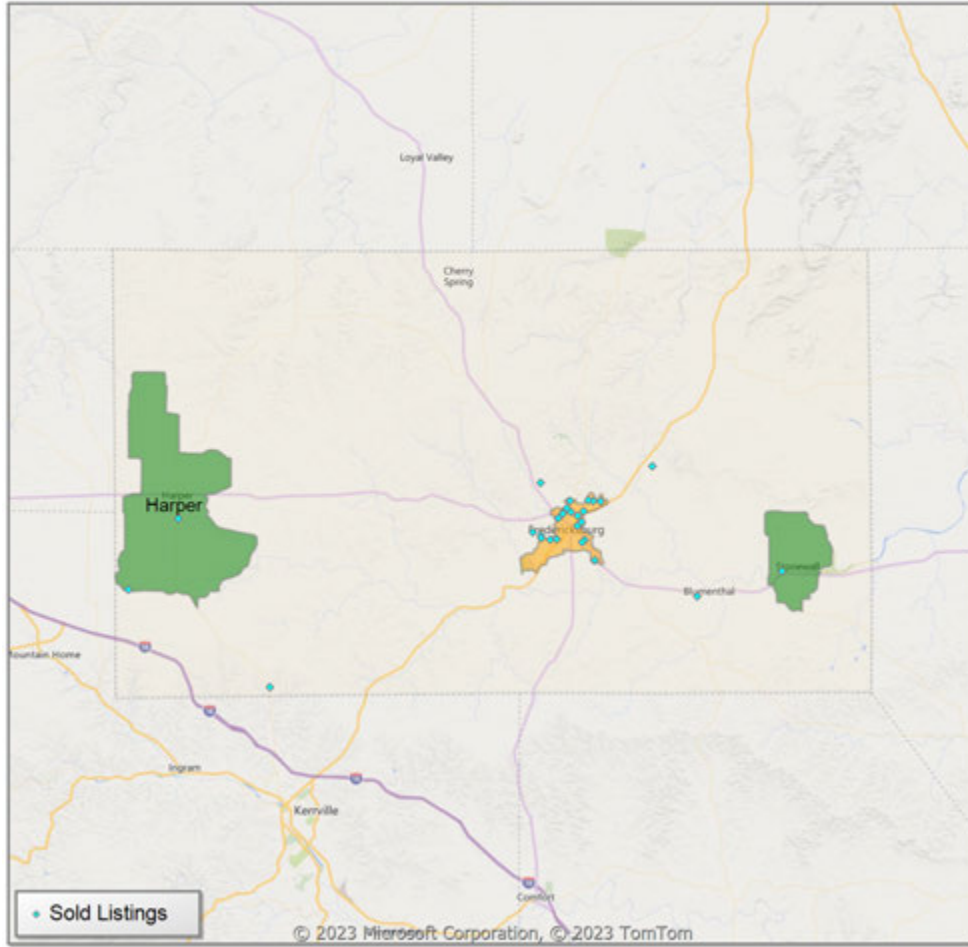 Loyal Valley
Cherry
Spring
Harper
Harper
Fredericksburg
Stonewall
Blumenthal
Mountain Home
Ingram
Kerrville
Comfort
Sold Listings
© 2023 Microsoft Corporation, © 2023 TomTom